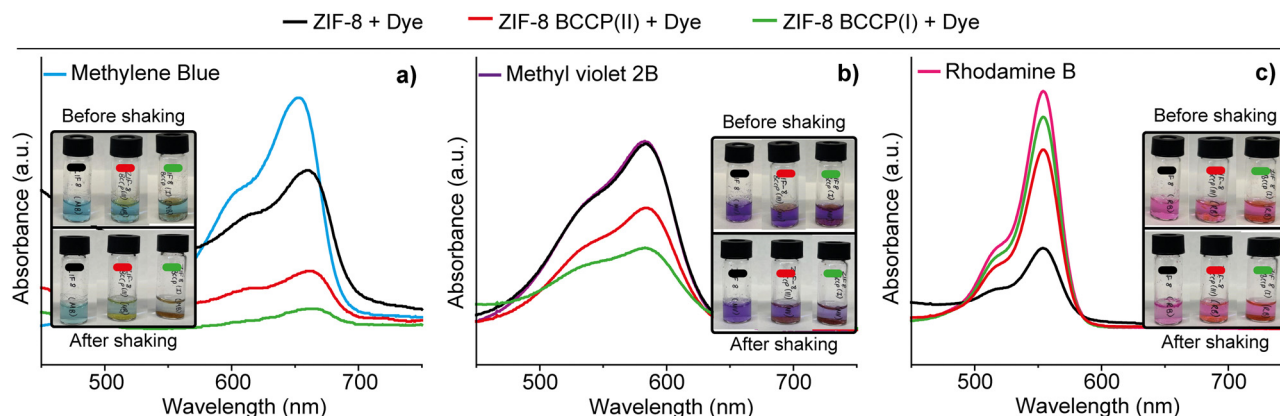 ZIF-8 + Dye ZIF-8 BCCP(II) + Dye ZIF-8 BCCP(I) + Dye
Methylene Blue a)
Before shaking
After shaking
Absorbance (a.u.)
500 600 700
Wavelength (nm)
Methyl violet 2B b)
Before shaking
After shaking
Absorbance (a.u.)
500 600 700
Wavelength (nm)
Rhodamine B c)
Before shaking
After shaking
Absorbance (a.u.)
500 600 700
Wavelength (nm)